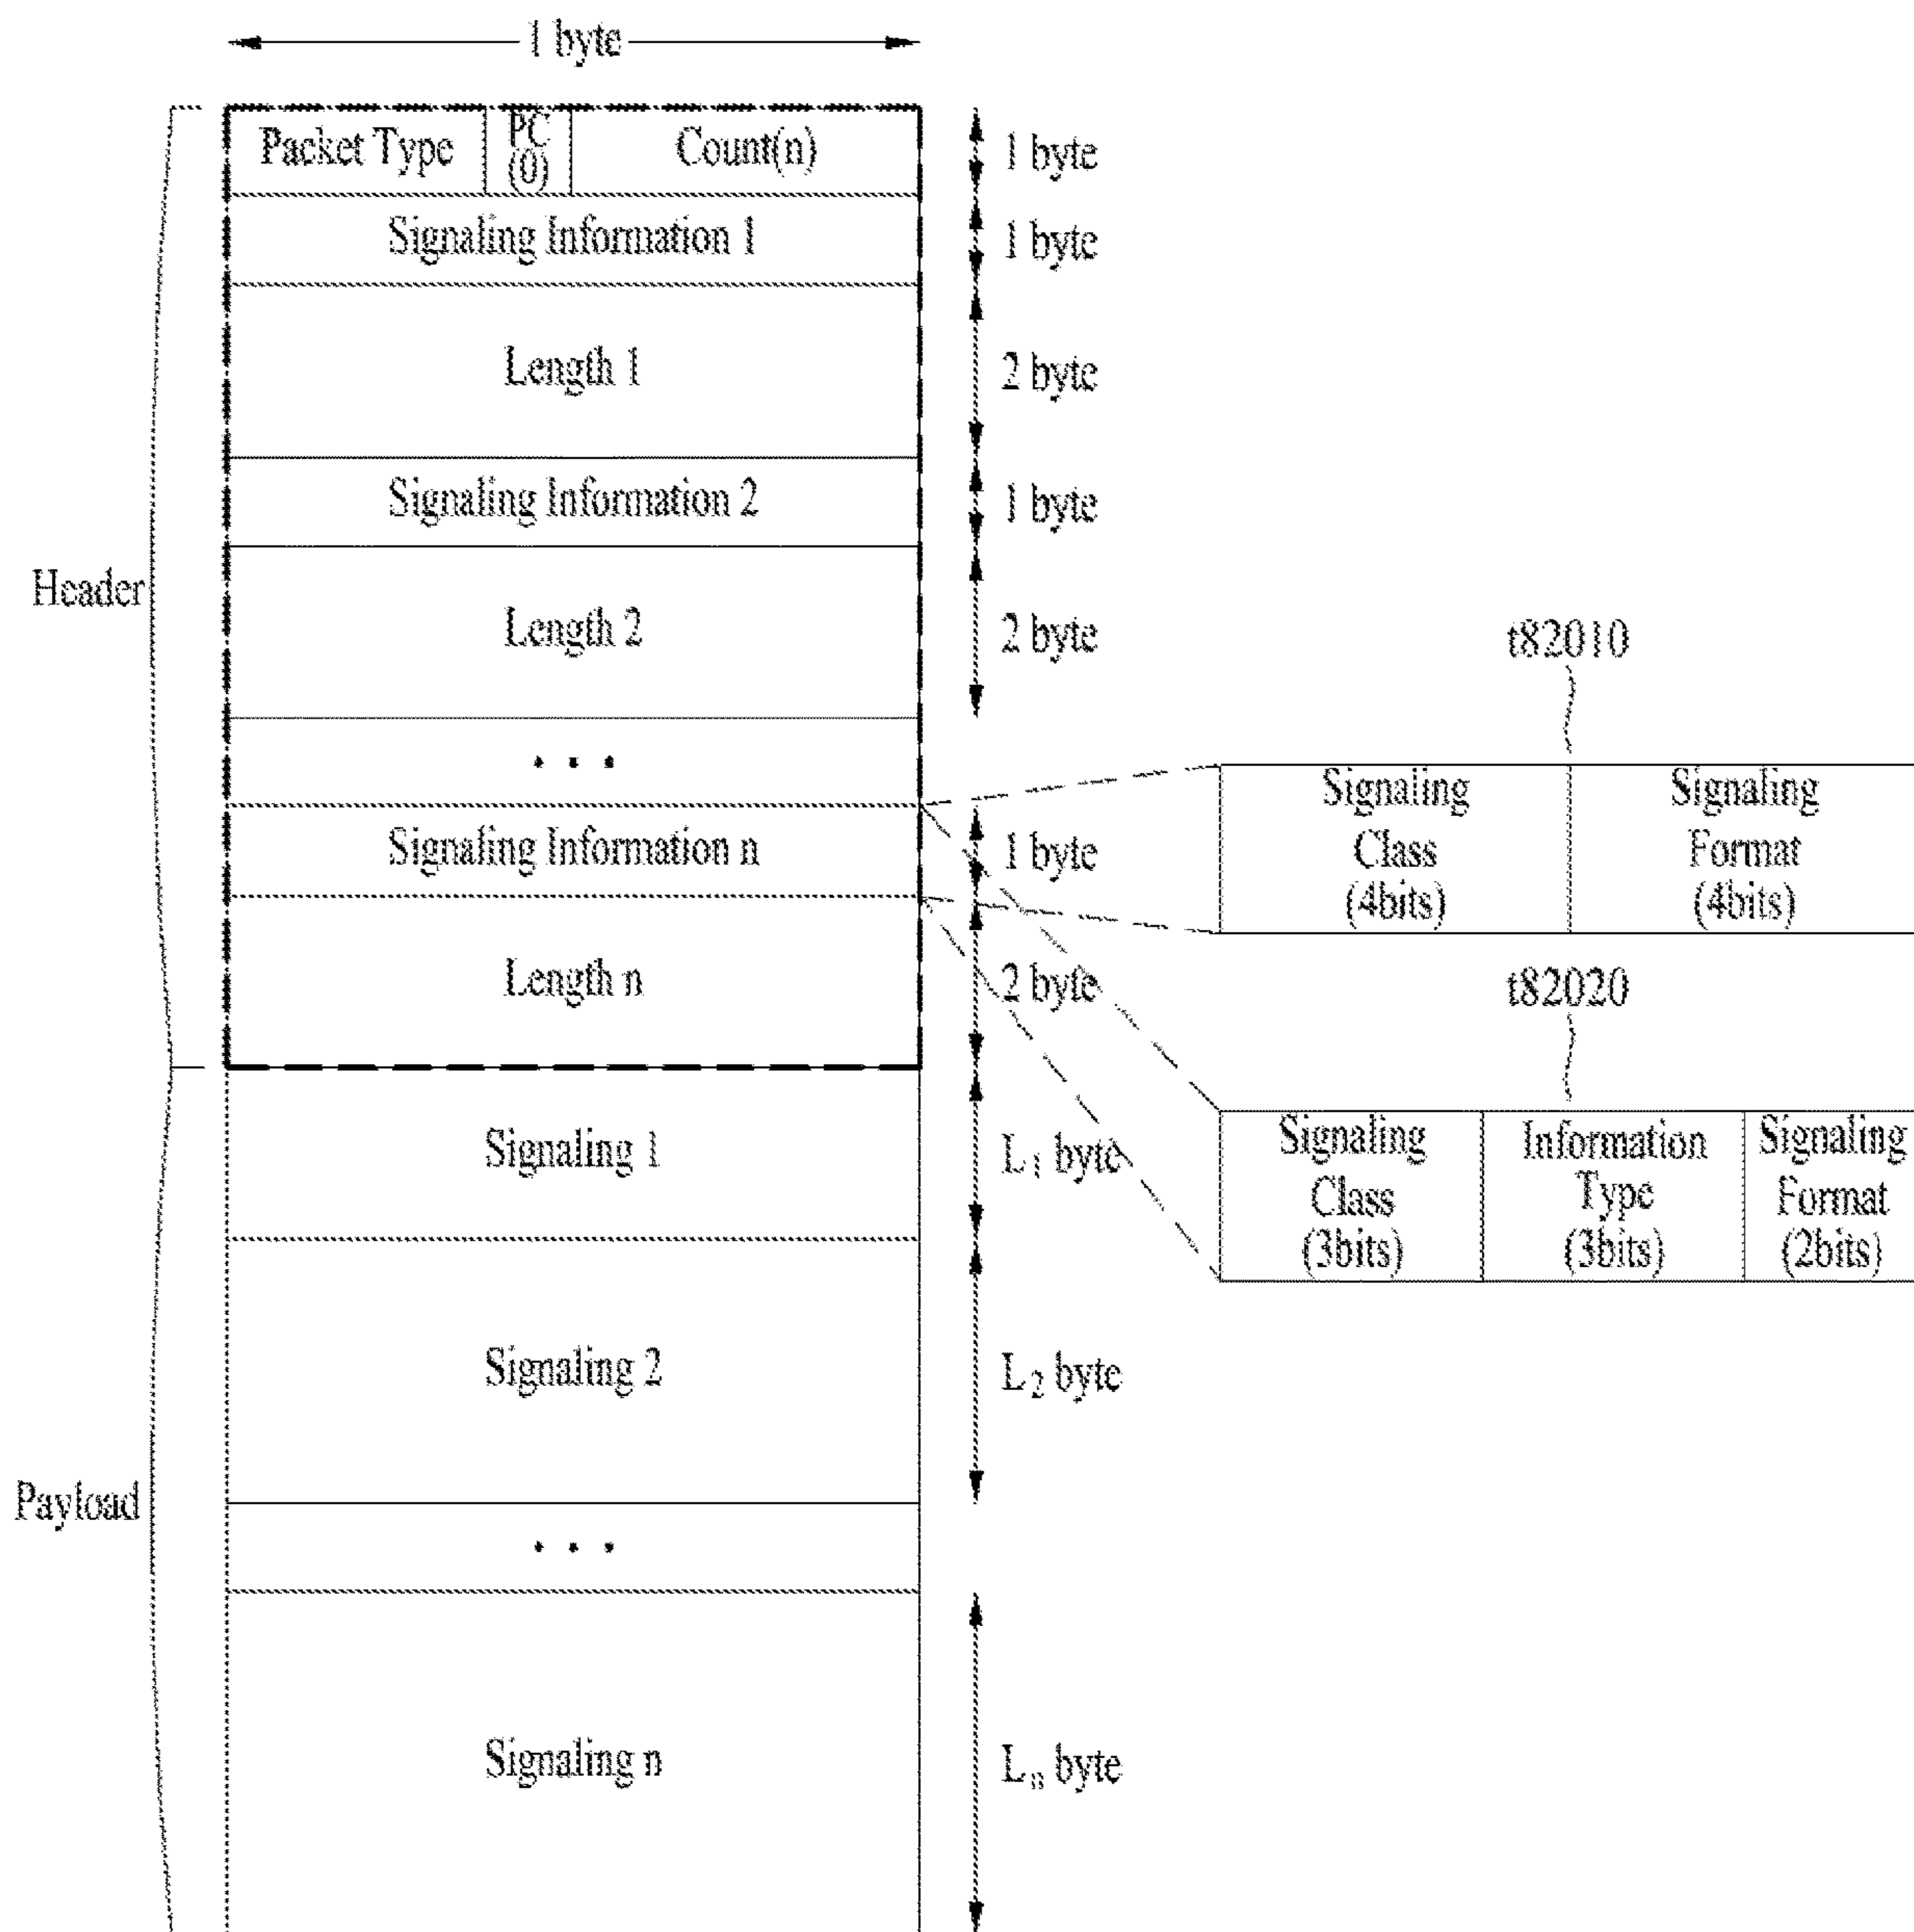 1 byte
Packet Type
PC
(0)
Count(n)
1 byte
Signaling Information 1
1 byte
Length 1
2 byte
Signaling Information 2
1 byte
Header
Length 2
2 byte
t82010
• • •
Signaling
Class
(4bits)
Signaling
Format
(4bits)
Signaling Information n
1 byte
Length n
2 byte
t82020
Signaling
Class
(3bits)
Information
Type
(3bits)
Signaling
Format
(2bits)
Signaling 1
L1 byte
Signaling 2
L2 byte
Payload
• • •
Signaling n
Ln byte